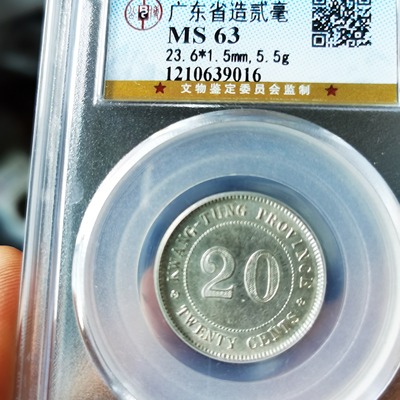 广东省造贰毫
MS 63
23.6*1.5mm,5.5g
1210639016
★ 文物鉴定委员会监制 ★
KWANG-TUNG PROVINCE
20
TWENTY CENTS